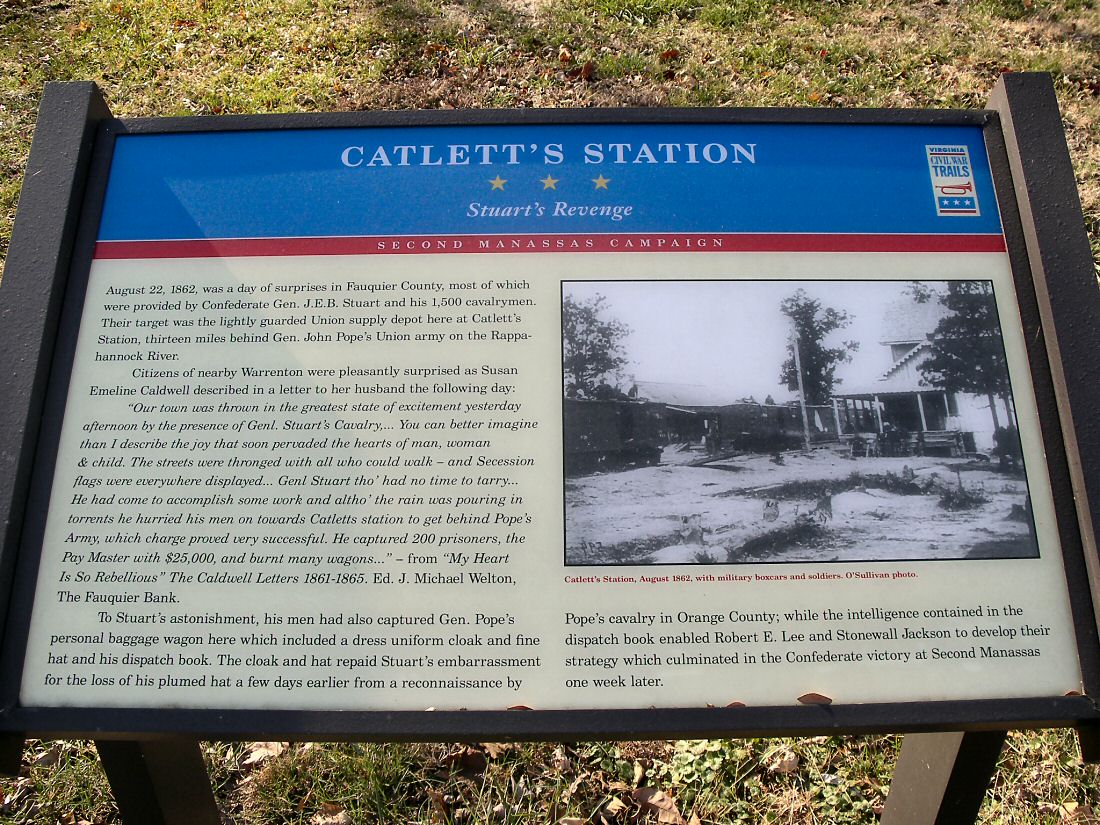 CATLETT'S STATION
Stuart's Revenge
SECOND MANASSAS CAMPAIGN
VIRGINIA
CIVIL WAR
TRAILS
August 22, 1862, was a day of surprises in Fauquier County, most of which
were provided by Confederate Gen. J.E.B. Stuart and his 1,500 cavalrymen.
Their target was the lightly guarded Union supply depot here at Catlett's
Station, thirteen miles behind Gen. John Pope's Union army on the Rappa-
hannock River.
Citizens of nearby Warrenton were pleasantly surprised as Susan
Emeline Caldwell described in a letter to her husband the following day:
"Our town was thrown in the greatest state of excitement yesterday
afternoon by the presence of Genl. Stuart's Cavalry,... You can better imagine
than I describe the joy that soon pervaded the hearts of man, woman
& child. The streets were thronged with all who could walk – and Secession
flags were everywhere displayed... Genl Stuart tho' had no time to tarry...
He had come to accomplish some work and altho' the rain was pouring in
torrents he hurried his men on towards Catletts station to get behind Pope's
Army, which charge proved very successful. He captured 200 prisoners, the
Pay Master with $25,000, and burnt many wagons..." – from "My Heart
Is So Rebellious" The Caldwell Letters 1861-1865. Ed. J. Michael Welton,
The Fauquier Bank.
To Stuart's astonishment, his men had also captured Gen. Pope's
personal baggage wagon here which included a dress uniform cloak and fine
hat and his dispatch book. The cloak and hat repaid Stuart's embarrassment
for the loss of his plumed hat a few days earlier from a reconnaissance by
Catlett's Station, August 1862, with military boxcars and soldiers. O'Sullivan photo.
Pope's cavalry in Orange County; while the intelligence contained in the
dispatch book enabled Robert E. Lee and Stonewall Jackson to develop their
strategy which culminated in the Confederate victory at Second Manassas
one week later.